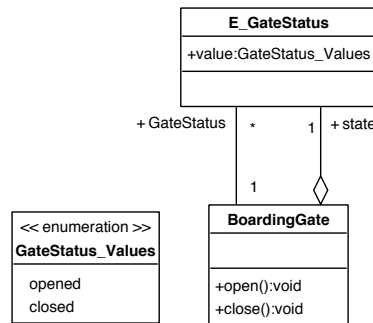 E_GateStatus
+value:GateStatus_Values
+ GateStatus
*
1
+ state
1
<< enumeration >>
GateStatus_Values
opened
closed
BoardingGate
+open():void
+close():void